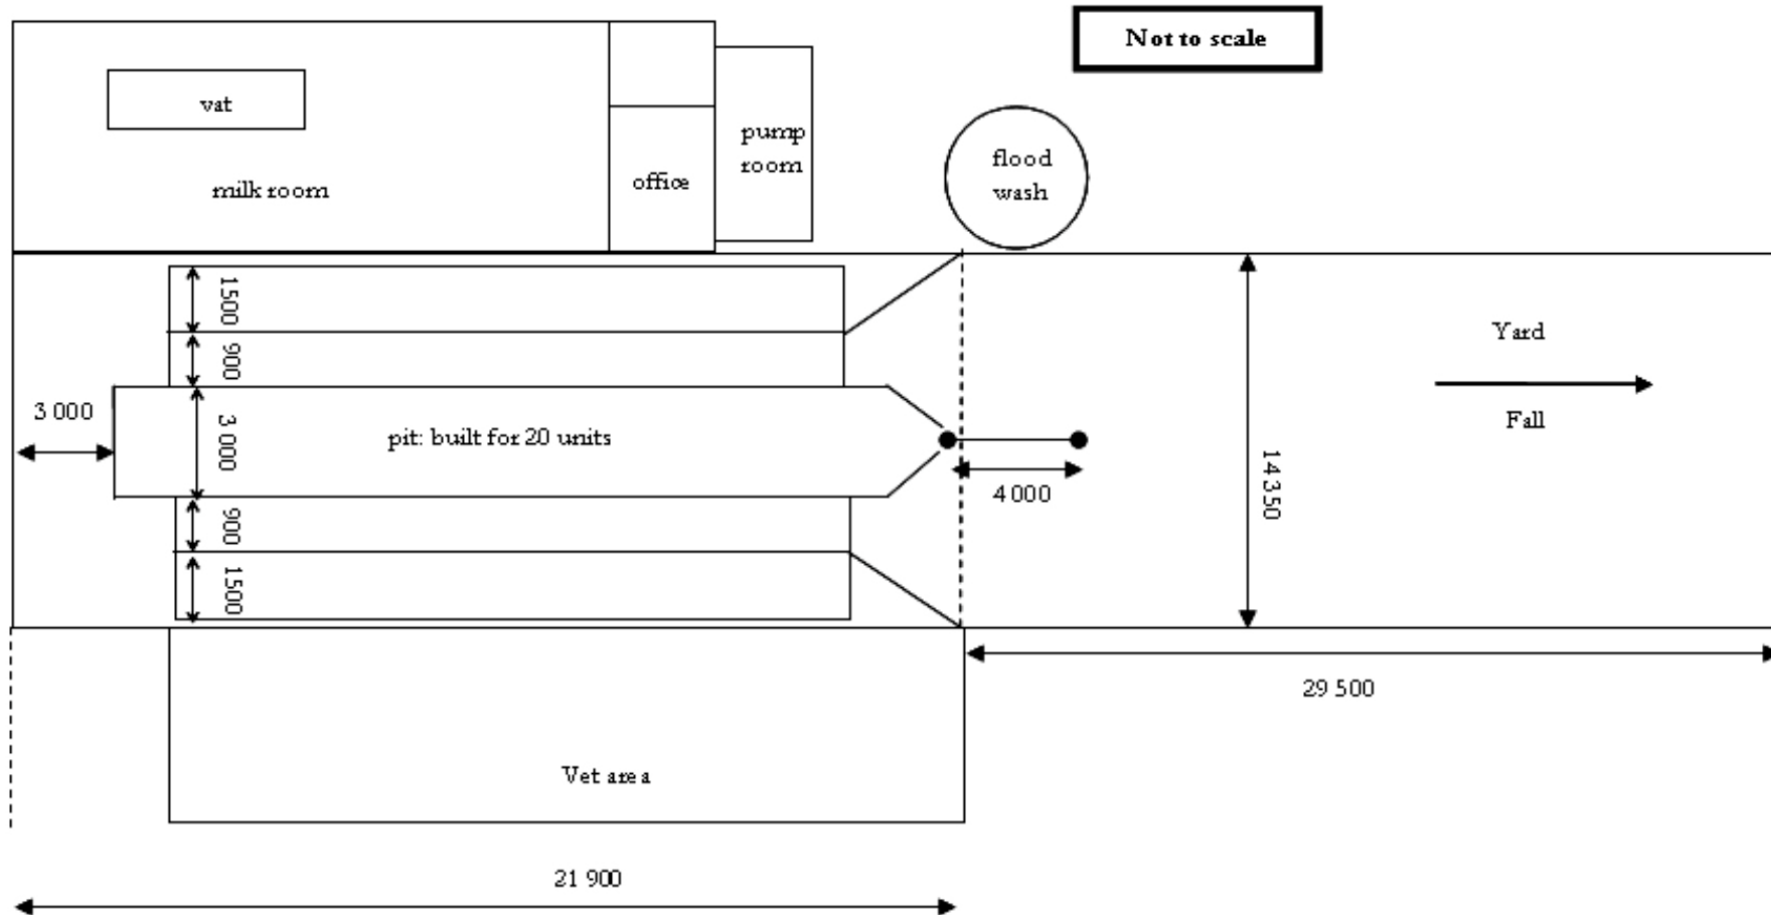 Not to scale
vat
milk room
office
pump
room
flood
wash
1500
900
3 000
3 000
pit: built for 20 units
900
1500
4 000
14 350
Yard
Fall
29 500
Vet area
21 900